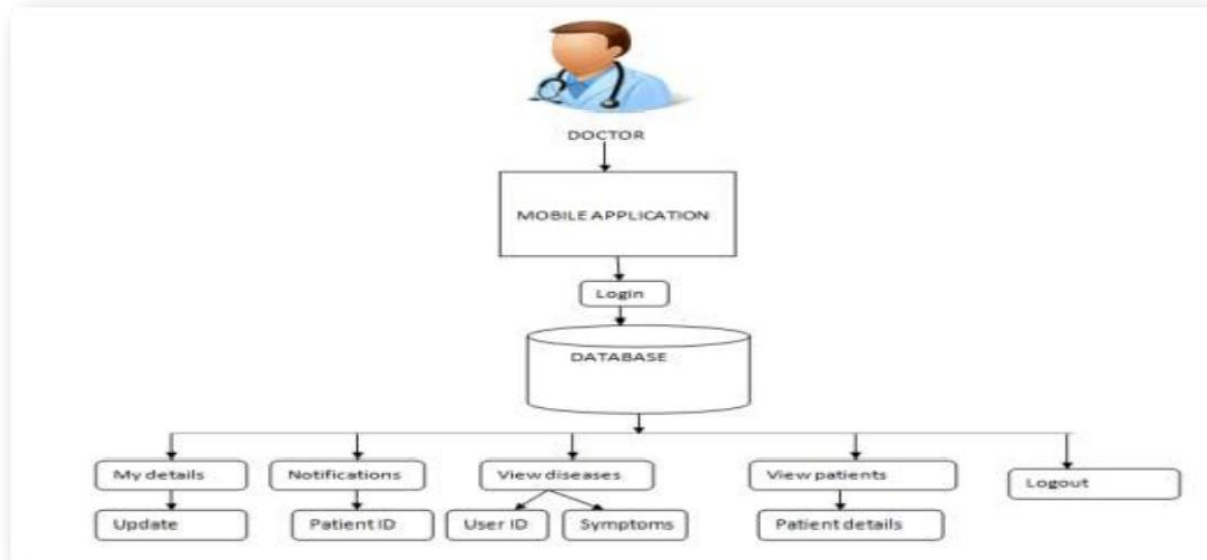 DOCTOR
MOBILE APPLICATION
Login
DATABASE
My details
Notifications
View diseases
View patients
Logout
Update
Patient ID
User ID
Symptoms
Patient details